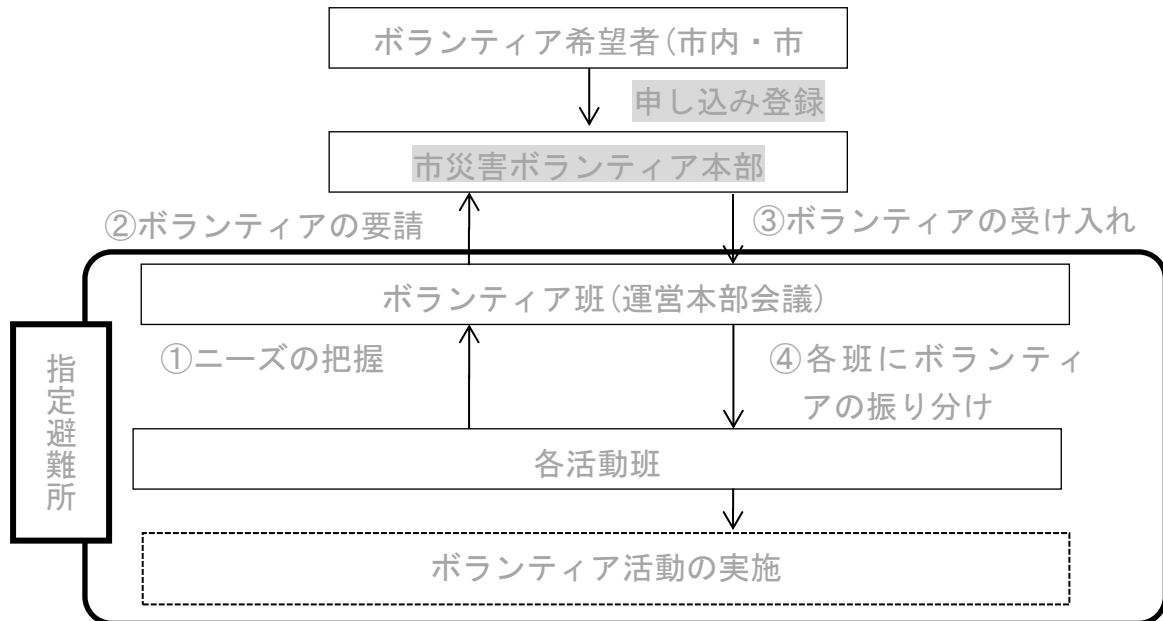 ボランティア希望者(市内・市
申し込み登録
市災害ボランティア本部
②ボランティアの要請
③ボランティアの受け入れ
ボランティア班(運営本部会議)
①ニーズの把握
④各班にボランティ
アの振り分け
指定避難所
各活動班
ボランティア活動の実施